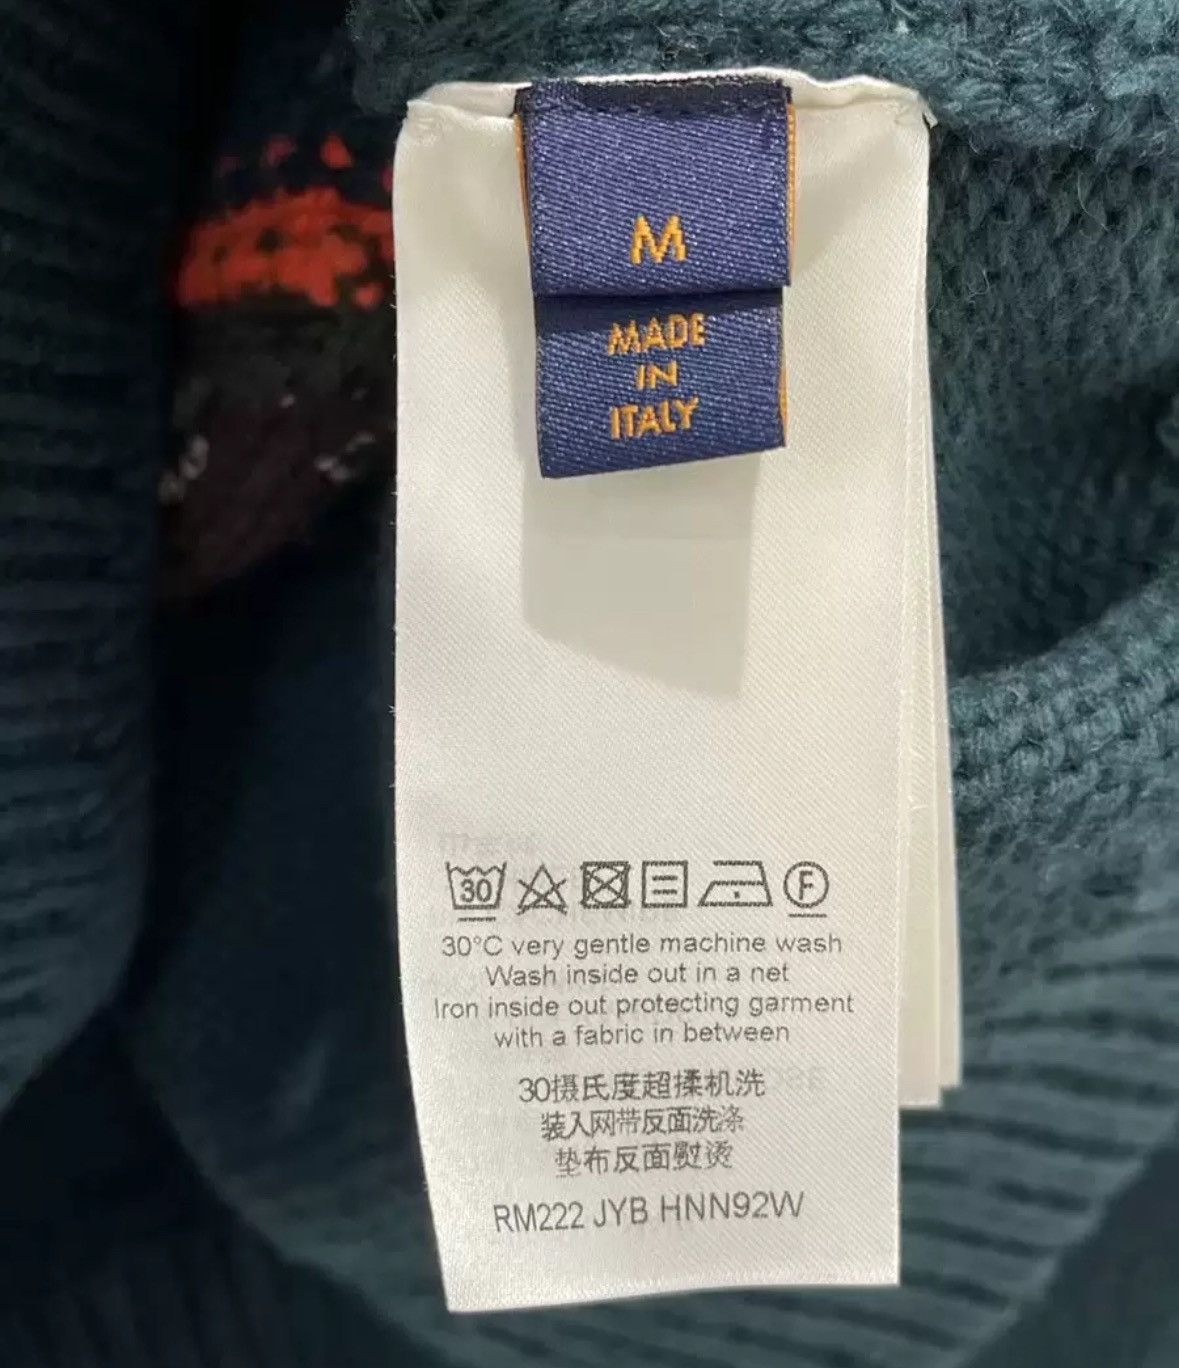 M
MADE
IN
ITALY
30 F
30°C very gentle machine wash
Wash inside out in a net
Iron inside out protecting garment
with a fabric in between
30摄氏度超揉机洗
装入网带反面洗涤
垫布反面熨烫
RM222 JYB HNN92W